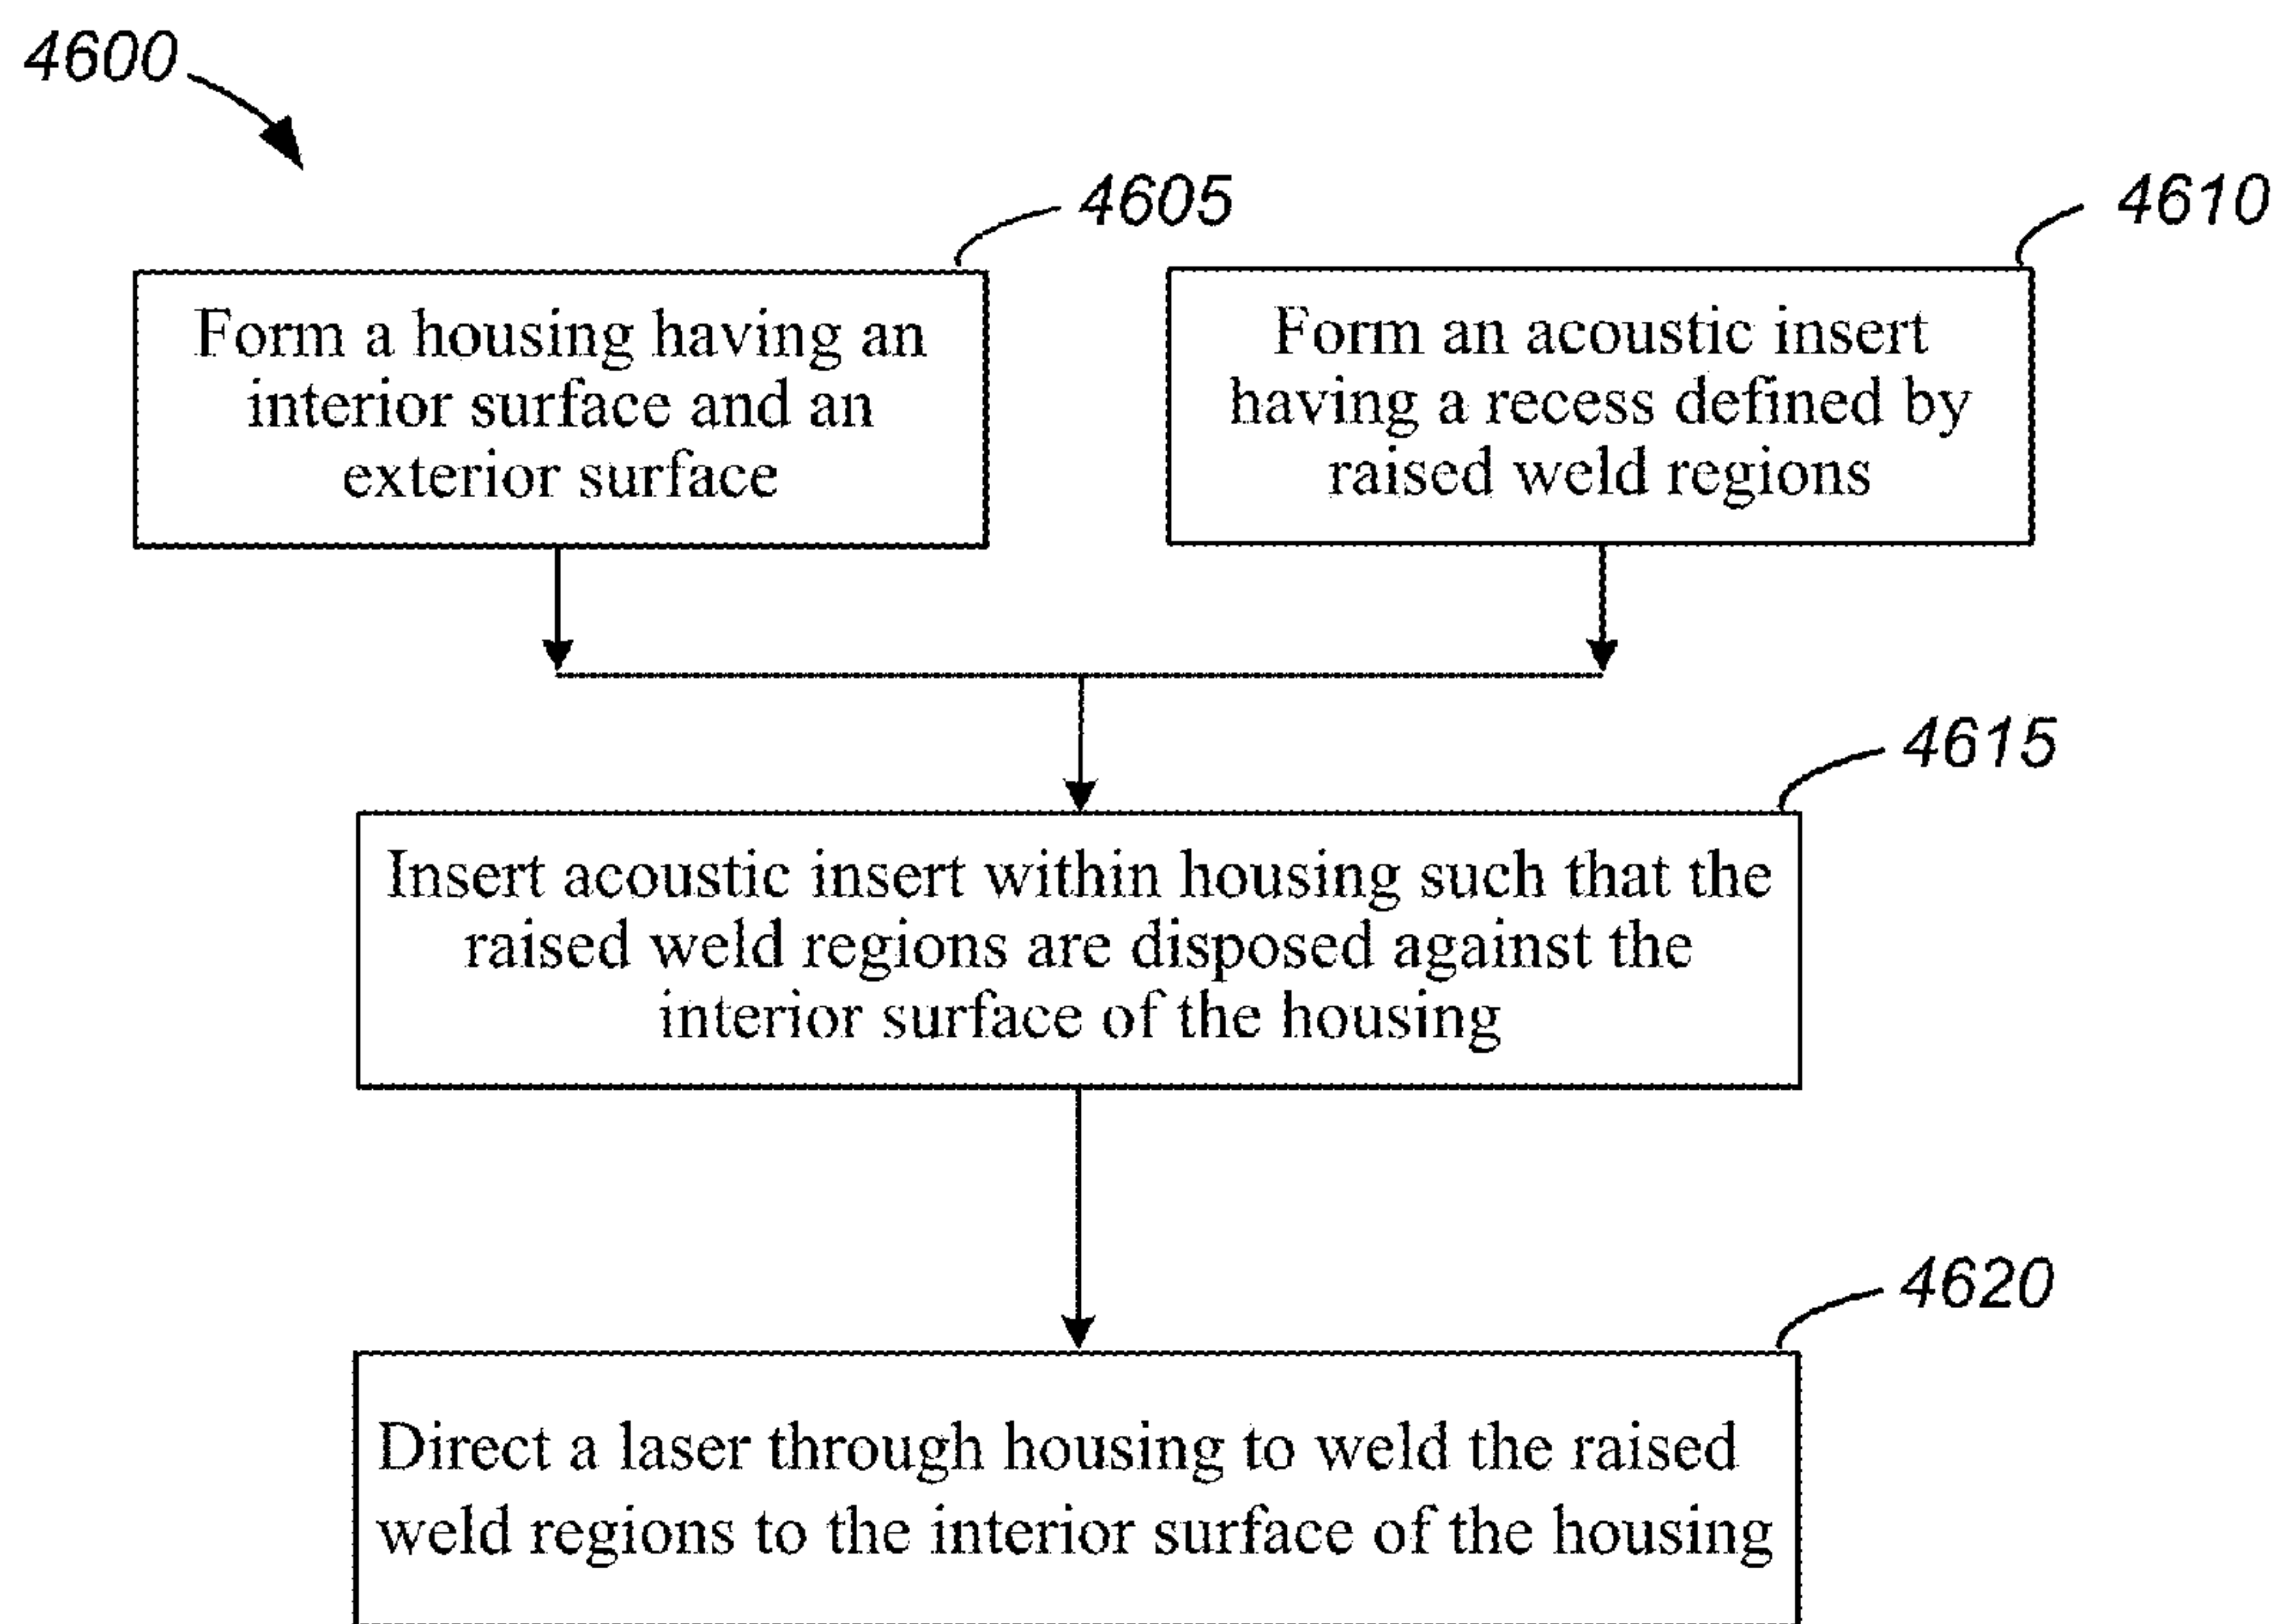 4600
4605
4610
Form a housing having an
interior surface and an
exterior surface
Form an acoustic insert
having a recess defined by
raised weld regions
4615
Insert acoustic insert within housing such that the
raised weld regions are disposed against the
interior surface of the housing
4620
Direct a laser through housing to weld the raised
weld regions to the interior surface of the housing